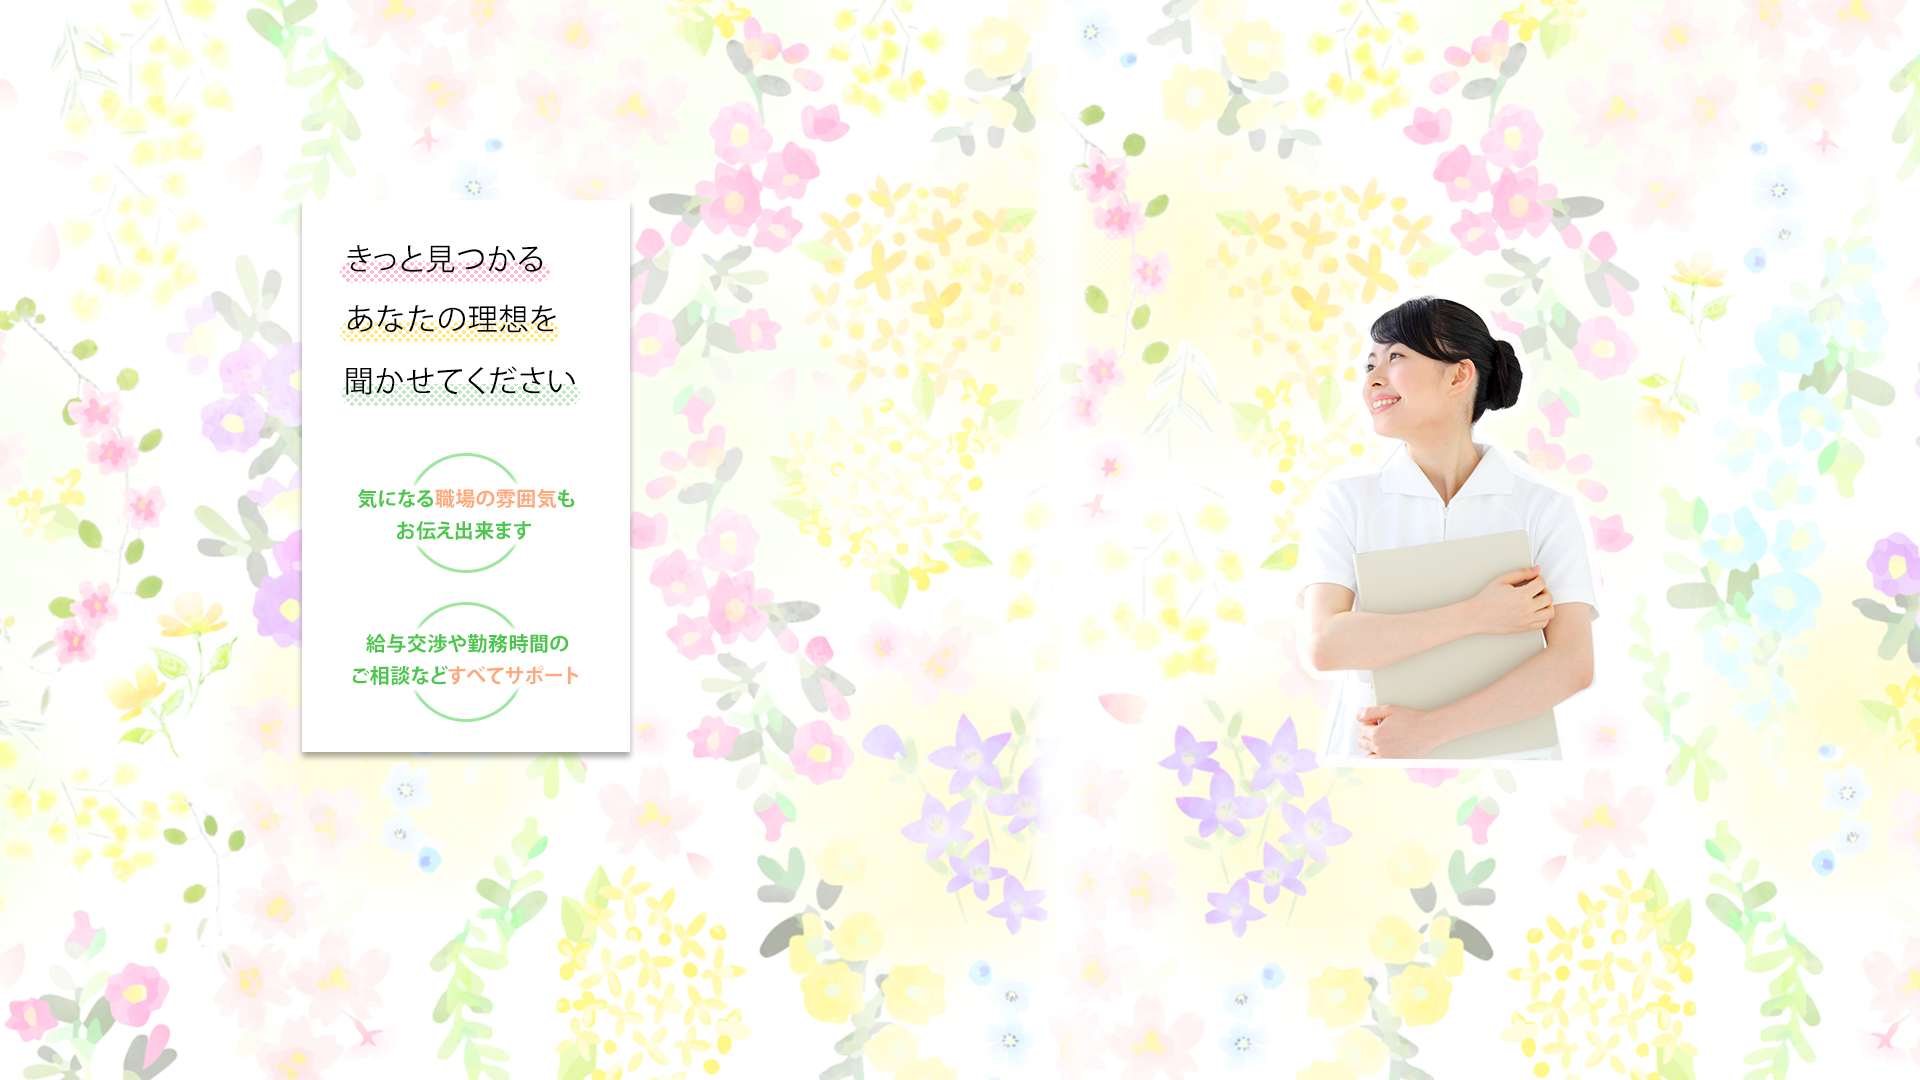 きっと見つかる
あなたの理想を
聞かせてください
気になる職場の雰囲気も
お伝え出来ます
給与交渉や勤務時間の
ご相談などすべてサポート